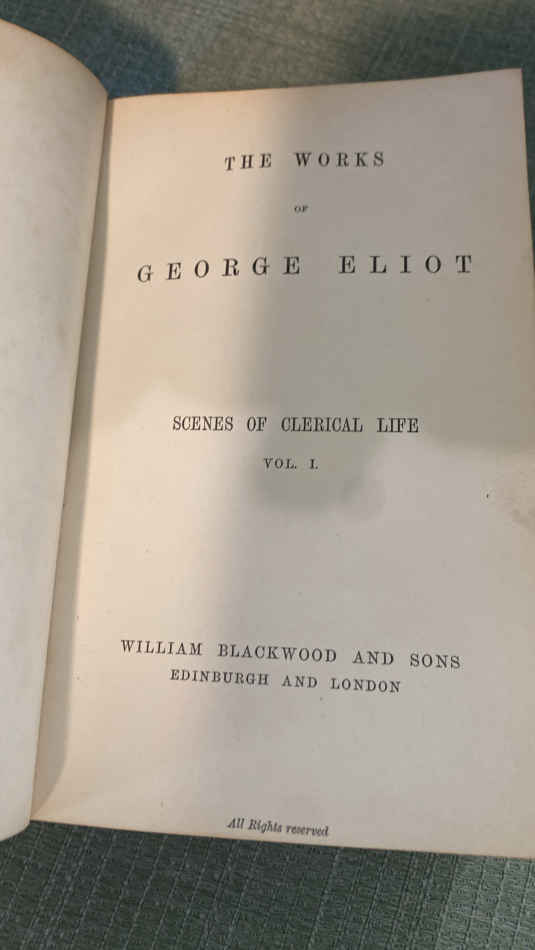 THE WORKS
OF
GEORGE ELIOT
SCENES OF CLERICAL LIFE
VOL. I.
WILLIAM BLACKWOOD AND SONS
EDINBURGH AND LONDON
All Rights reserved